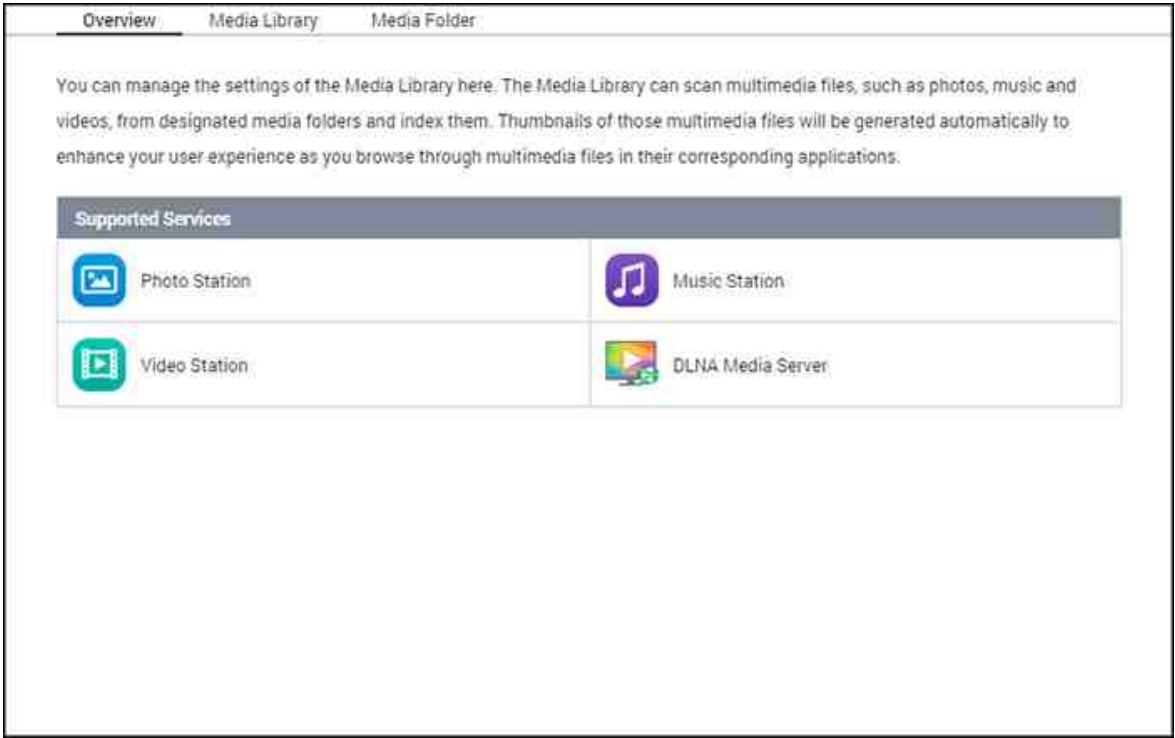 Overview Media Library Media Folder
You can manage the settings of the Media Library here. The Media Library can scan multimedia files, such as photos, music and
videos, from designated media folders and index them. Thumbnails of those multimedia files will be generated automatically to
enhance your user experience as you browse through multimedia files in their corresponding applications.
Supported Services
Photo Station Music Station
Video Station DLNA Media Server